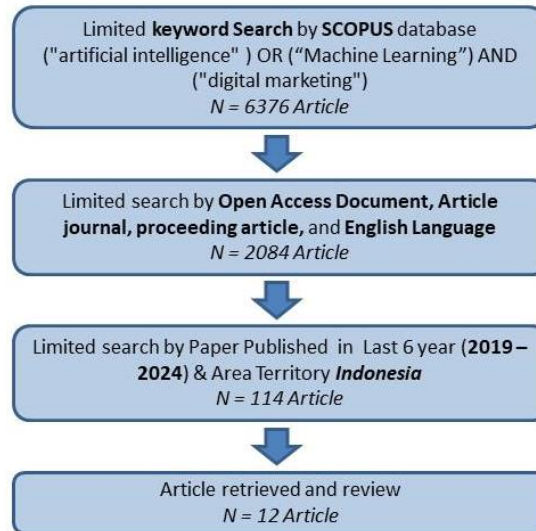 Limited keyword Search by SCOPUS database
("artificial intelligence" ) OR (“Machine Learning”) AND
("digital marketing")
N = 6376 Article
Limited search by Open Access Document, Article
journal, proceeding article, and English Language
N = 2084 Article
Limited search by Paper Published in Last 6 year (2019 –
2024) & Area Territory Indonesia
N = 114 Article
Article retrieved and review
N = 12 Article